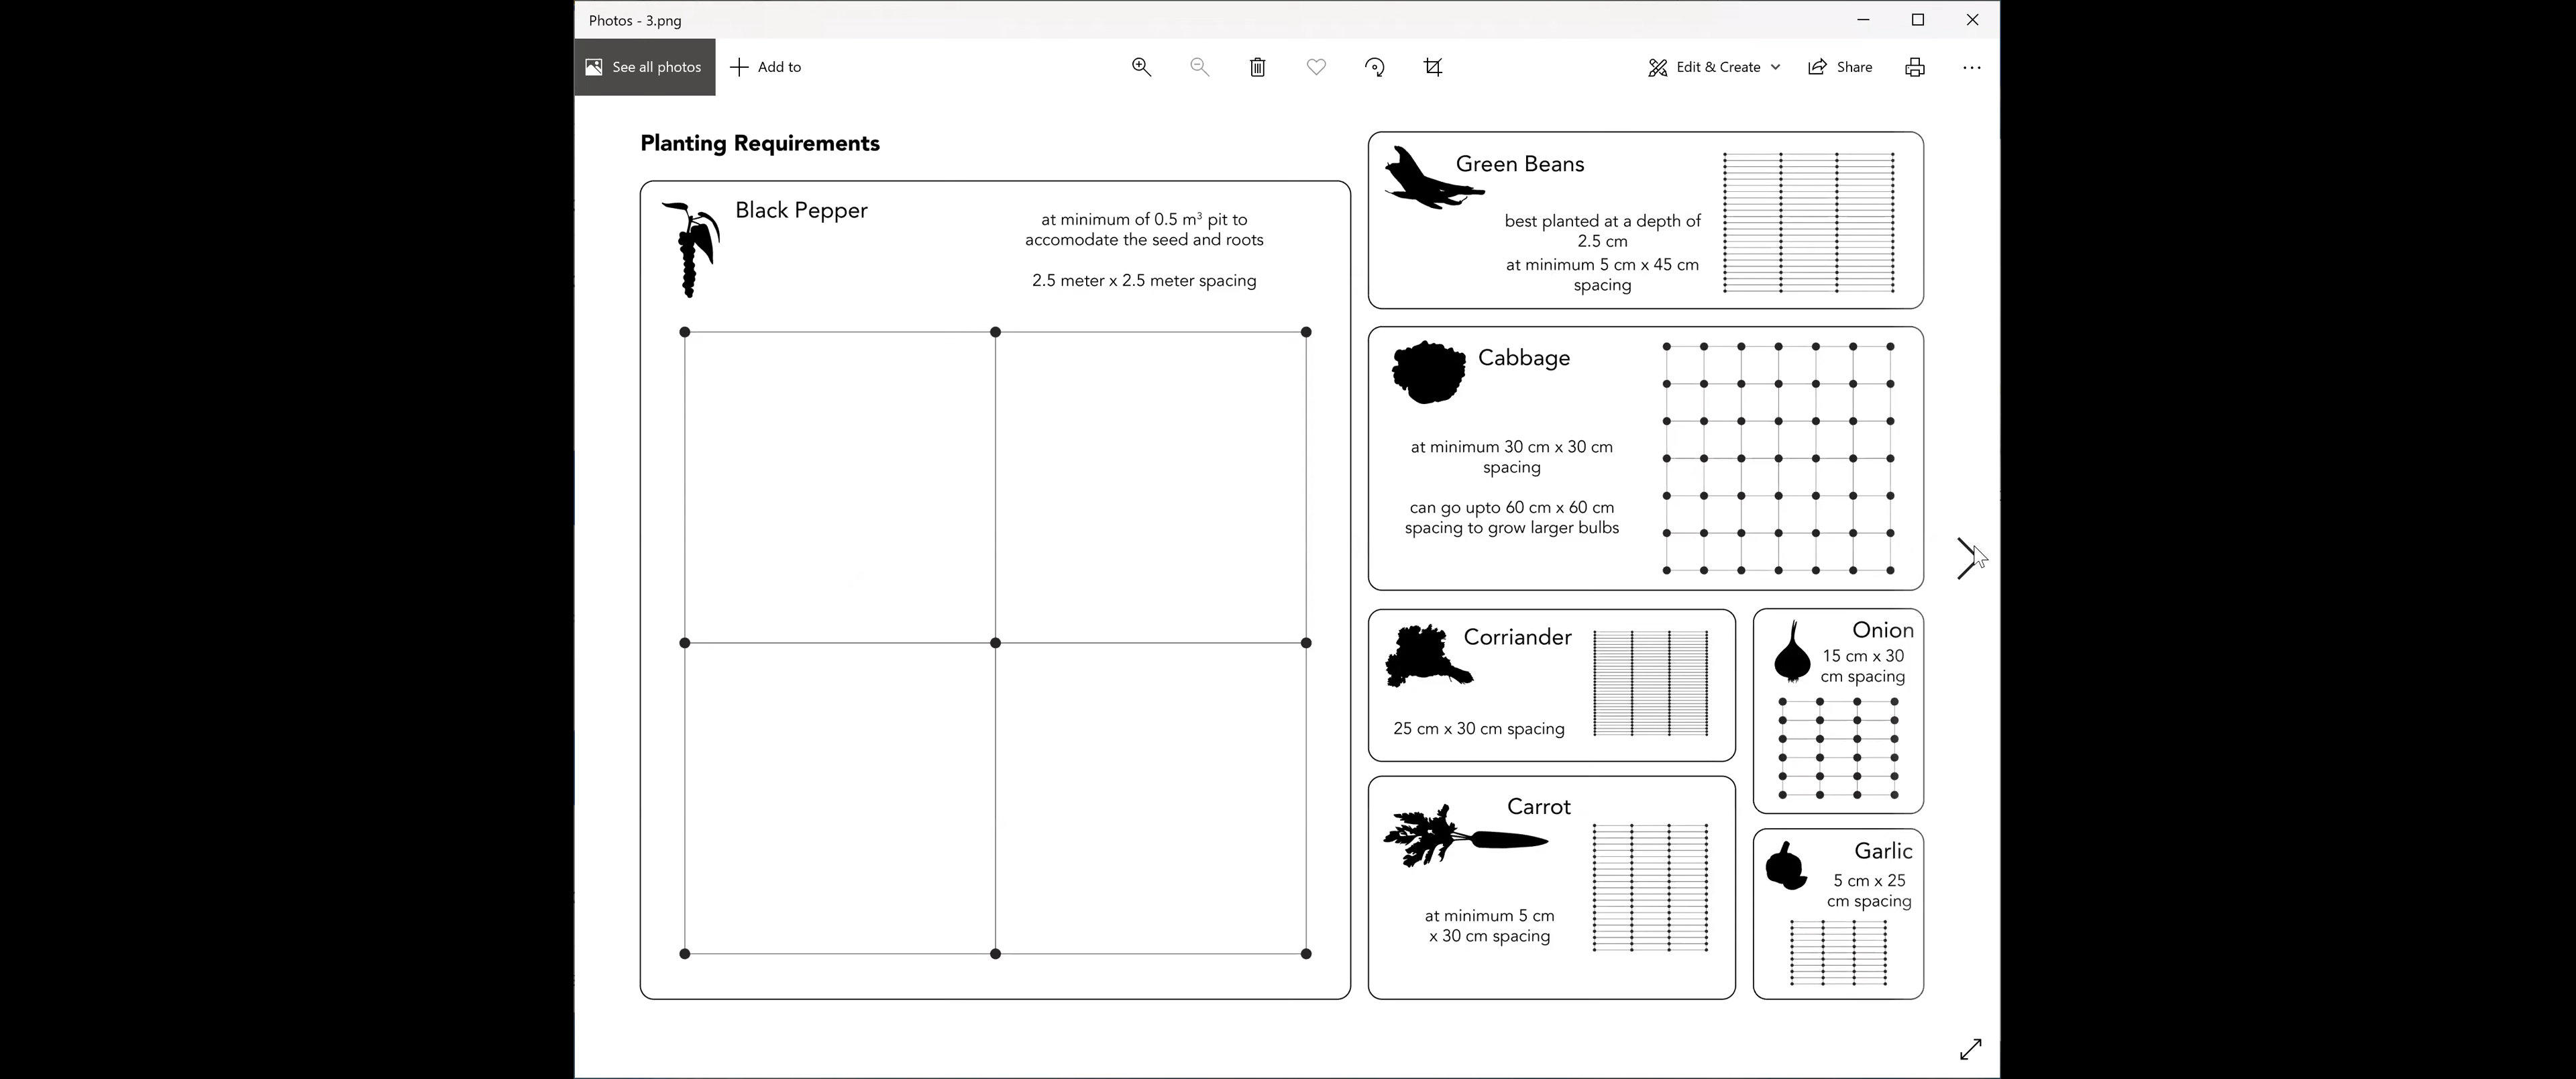 Photos - 3.png
See all photos
Add to
Edit & Create
Share
Planting Requirements
Black Pepper
at minimum of 0.5 m³ pit to
accomodate the seed and roots
2.5 meter x 2.5 meter spacing
Green Beans
best planted at a depth of
2.5 cm
at minimum 5 cm x 45 cm
spacing
Cabbage
at minimum 30 cm x 30 cm
spacing
can go upto 60 cm x 60 cm
spacing to grow larger bulbs
Corriander
25 cm x 30 cm spacing
Onion
15 cm x 30
cm spacing
Carrot
at minimum 5 cm
x 30 cm spacing
Garlic
5 cm x 25
cm spacing